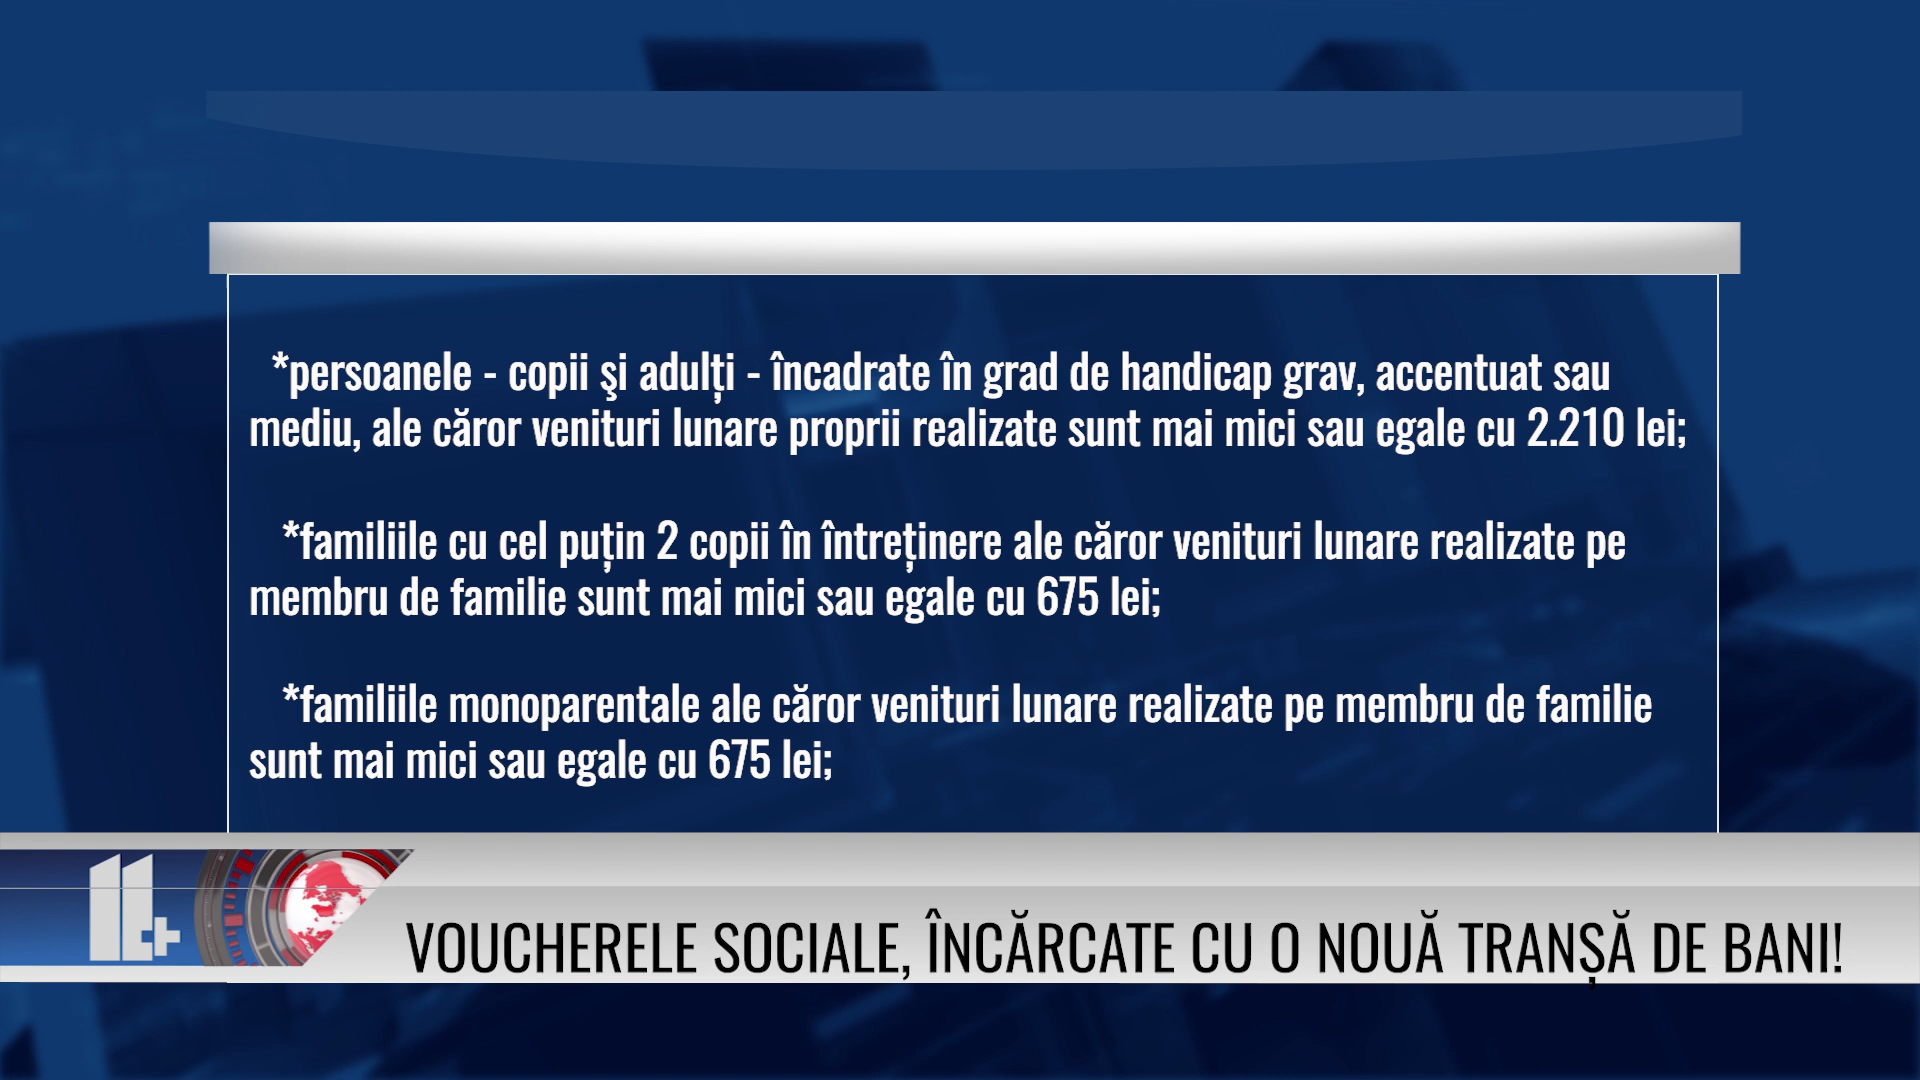 *persoanele - copii şi adulți - încadrate în grad de handicap grav, accentuat sau
mediu, ale căror venituri lunare proprii realizate sunt mai mici sau egale cu 2.210 lei;
*familiile cu cel puțin 2 copii în întreținere ale căror venituri lunare realizate pe
membru de familie sunt mai mici sau egale cu 675 lei;
*familiile monoparentale ale căror venituri lunare realizate pe membru de familie
sunt mai mici sau egale cu 675 lei;
VOUCHERELE SOCIALE, ÎNCĂRCATE CU O NOUĂ TRANȘĂ DE BANI!